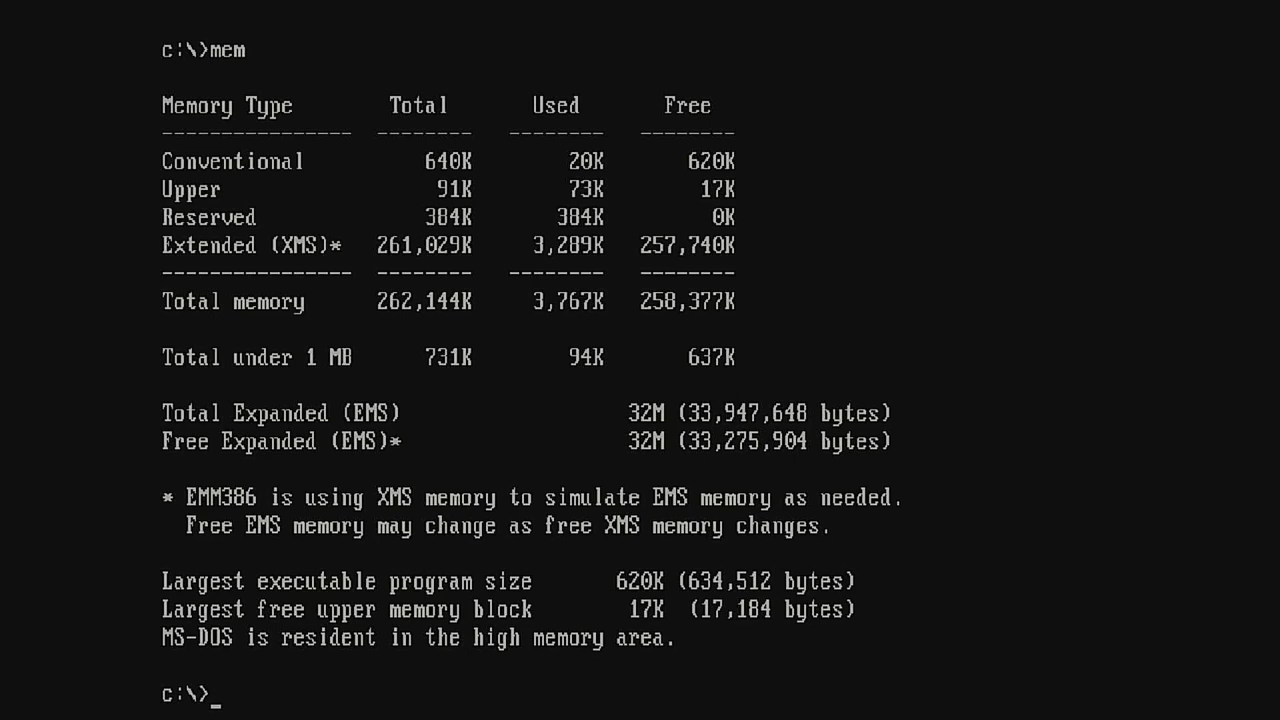 c:\>mem
Memory Type Total Used Free
---------------- -------- -------- --------
Conventional 640K 20K 620K
Upper 91K 73K 17K
Reserved 384K 384K 0K
Extended (XMS)* 261,029K 3,289K 257,740K
---------------- -------- -------- --------
Total memory 262,144K 3,767K 258,377K
Total under 1 MB 731K 94K 637K
Total Expanded (EMS) 32M (33,947,648 bytes)
Free Expanded (EMS)* 32M (33,275,904 bytes)
* EMM386 is using XMS memory to simulate EMS memory as needed.
Free EMS memory may change as free XMS memory changes.
Largest executable program size 620K (634,512 bytes)
Largest free upper memory block 17K (17,184 bytes)
MS-DOS is resident in the high memory area.
c:\>_